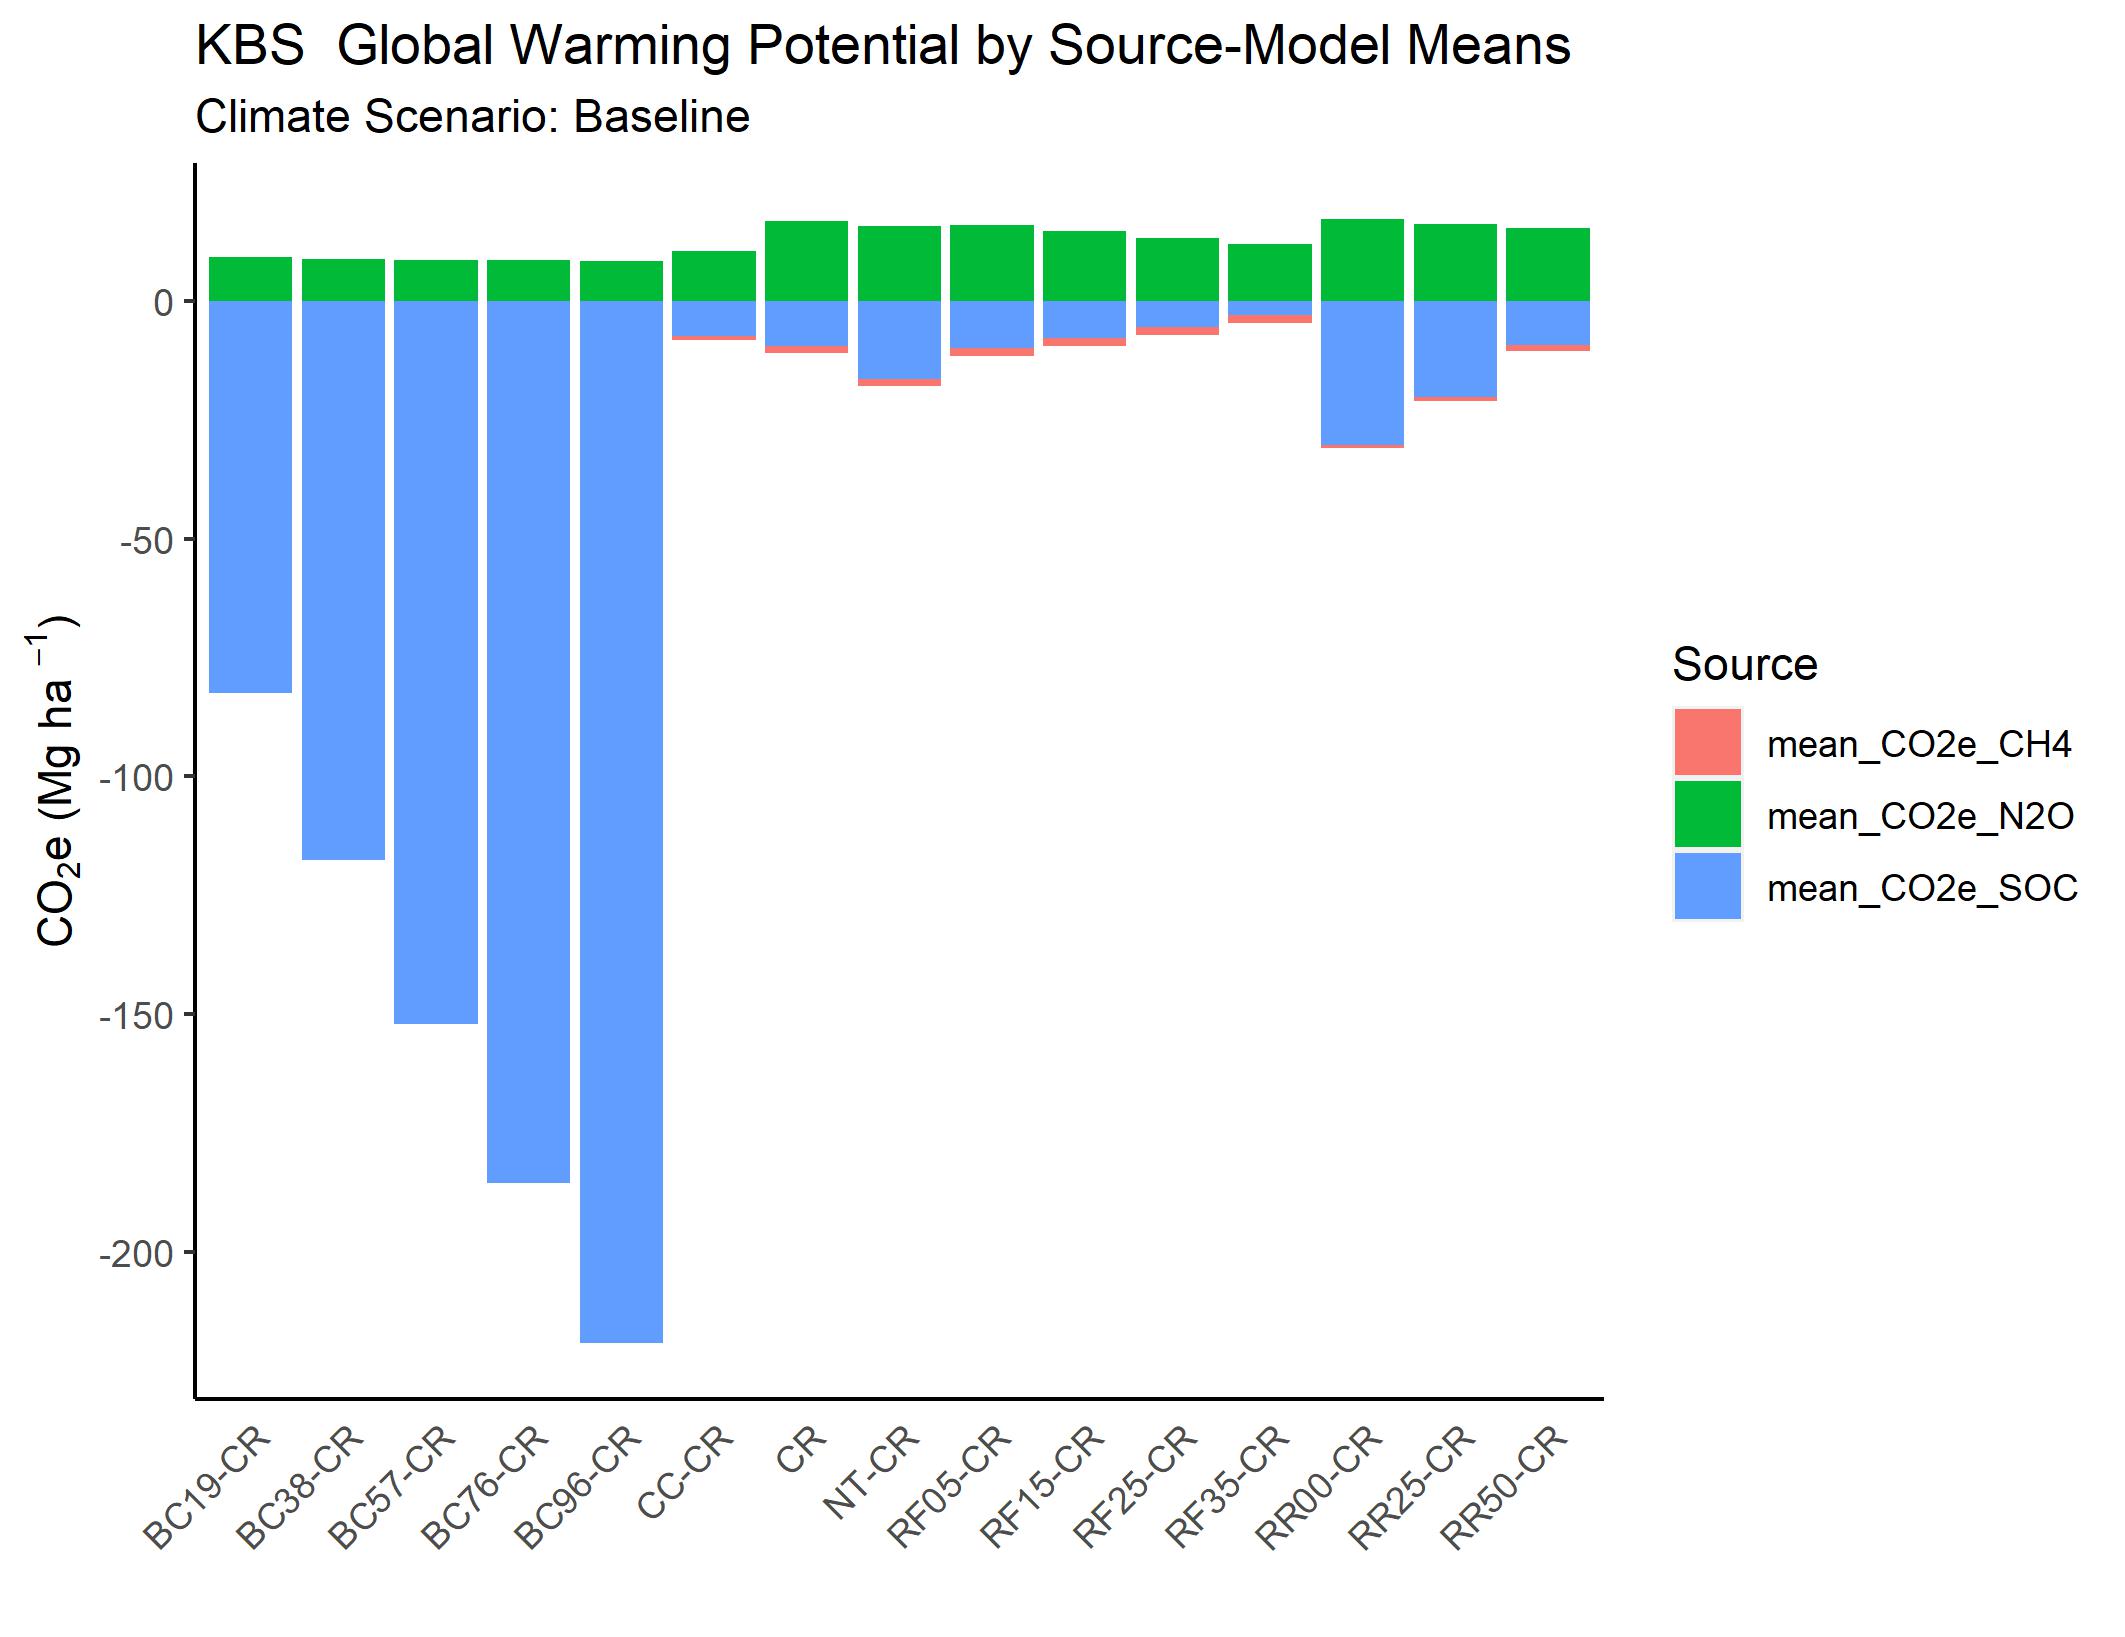 KBS  Global Warming Potential by Source-Model Means
Climate Scenario: Baseline
CO₂e (Mg ha ⁻¹)
0
-50
-100
-150
-200
BC19-CR
BC38-CR
BC57-CR
BC76-CR
BC96-CR
CC-CR
CR
NT-CR
RF05-CR
RF15-CR
RF25-CR
RF35-CR
RR00-CR
RR25-CR
RR50-CR
Source
mean_CO2e_CH4
mean_CO2e_N2O
mean_CO2e_SOC